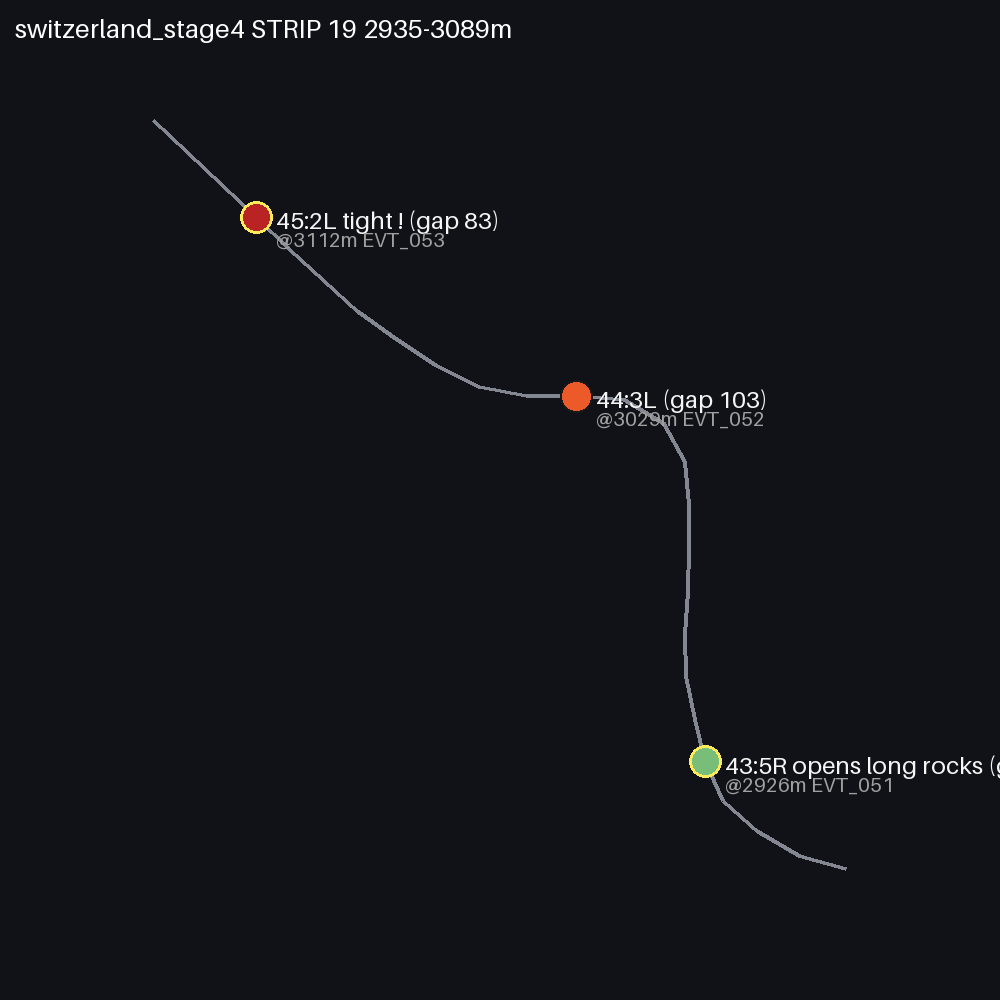 switzerland_stage4 STRIP 19 2935-3089m
45:2L tight ! (gap 83)
@3112m EVT_053
44:3L (gap 103)
@3029m EVT_052
43:5R opens long rocks (g
@2926m EVT_051